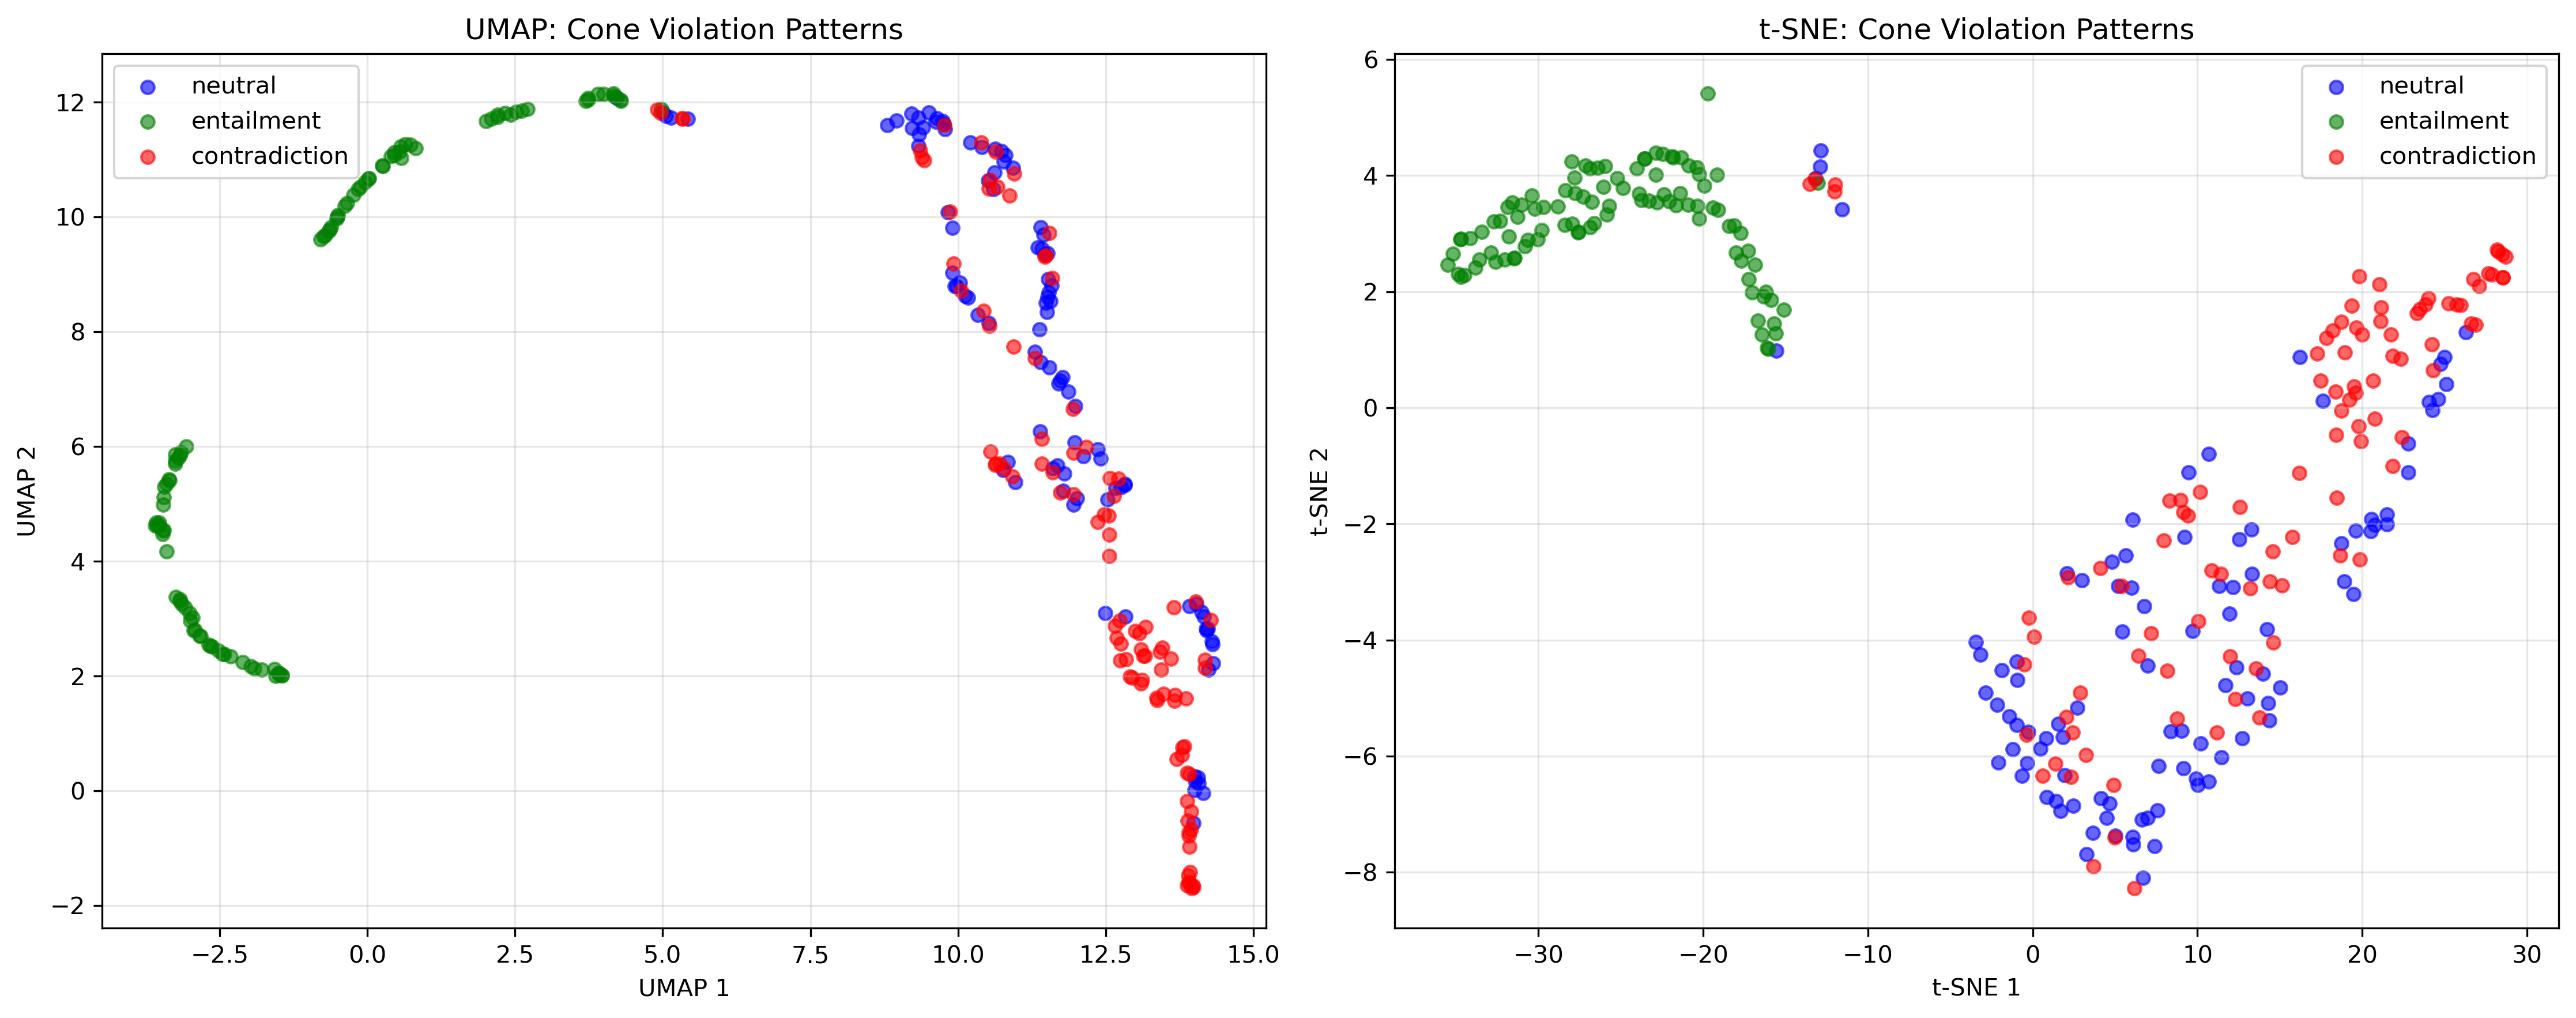 UMAP: Cone Violation Patterns
neutral
entailment
contradiction
12
10
8
6
4
2
0
−2
UMAP 2
−2.5 0.0 2.5 5.0 7.5 10.0 12.5 15.0
UMAP 1
t-SNE: Cone Violation Patterns
neutral
entailment
contradiction
6
4
2
0
−2
−4
−6
−8
t-SNE 2
−30 −20 −10 0 10 20 30
t-SNE 1